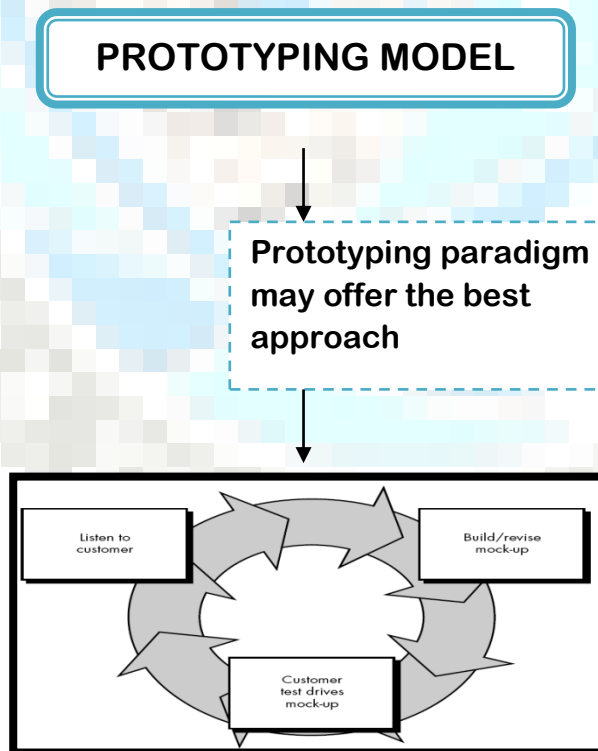 PROTOTYPING MODEL
Prototyping paradigm
may offer the best
approach
Listen to
customer
Build/revise
mock-up
Customer
test drives
mock-up